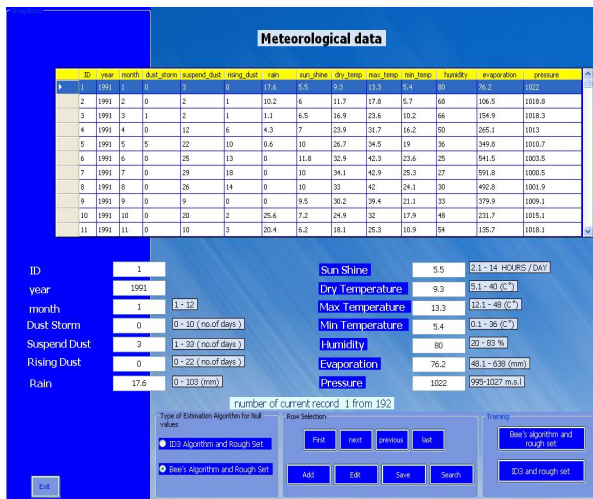 Meteorological data
ID year month dust_storm suspend_dust rising_dust rain sun_shine dry_temp max_temp min_temp humidity evaporation pressure
1 1991 1 0 3 0 17.6 5.5 9.3 13.3 5.4 80 76.2 1022
2 1991 2 0 2 1 10.2 6 11.7 17.8 5.7 68 106.5 1018.8
3 1991 3 1 2 1 1.1 6.5 16.9 23.6 10.2 66 154.9 1018.3
4 1991 4 0 12 6 4.3 7 23.9 31.7 16.2 50 265.1 1013
5 1991 5 5 22 10 0.6 10 26.7 34.5 19 36 349.8 1010.7
6 1991 6 0 25 13 0 11.8 32.9 42.3 23.6 25 541.5 1003.5
7 1991 7 0 29 18 0 10 34.1 42.9 25.3 27 591.8 1000.5
8 1991 8 0 26 14 0 10 33 42 24.1 30 492.8 1001.9
9 1991 9 0 9 0 0 9.5 30.2 39.4 21.1 33 379.9 1009.1
10 1991 10 0 20 2 25.6 7.2 24.9 32 17.9 48 231.7 1015.1
11 1991 11 0 10 3 20.4 6.2 18.1 25.3 10.9 54 135.7 1018.1
ID 1
year 1991
month 1 1 - 12
Dust Storm 0 0 - 10 ( no.of days )
Suspend Dust 3 1 - 33 ( no.of days )
Rising Dust 0 0 - 22 ( no.of days )
Rain 17.6 0 - 103 (mm)
Sun Shine 5.5 2.1 - 14 HOURS / DAY
Dry Temperature 9.3 5.1 - 40 (C°)
Max Temperature 13.3 12.1 - 48 (C°)
Min Temperature 5.4 0.1 - 36 (C°)
Humidity 80 20 - 83 %
Evaporation 76.2 48.1 - 638 (mm)
Pressure 1022 995-1027 m.s.l
number of current record 1 from 192
Type of Estimation Algorithm for Null
values
ID3 Algorithm and Rough Set
Bee's Algorithm and Rough Set
Row Selection
First next previous last
Add Edit Save Search
Training
Bee's algorithm and
rough set
ID3 and rough set
Exit